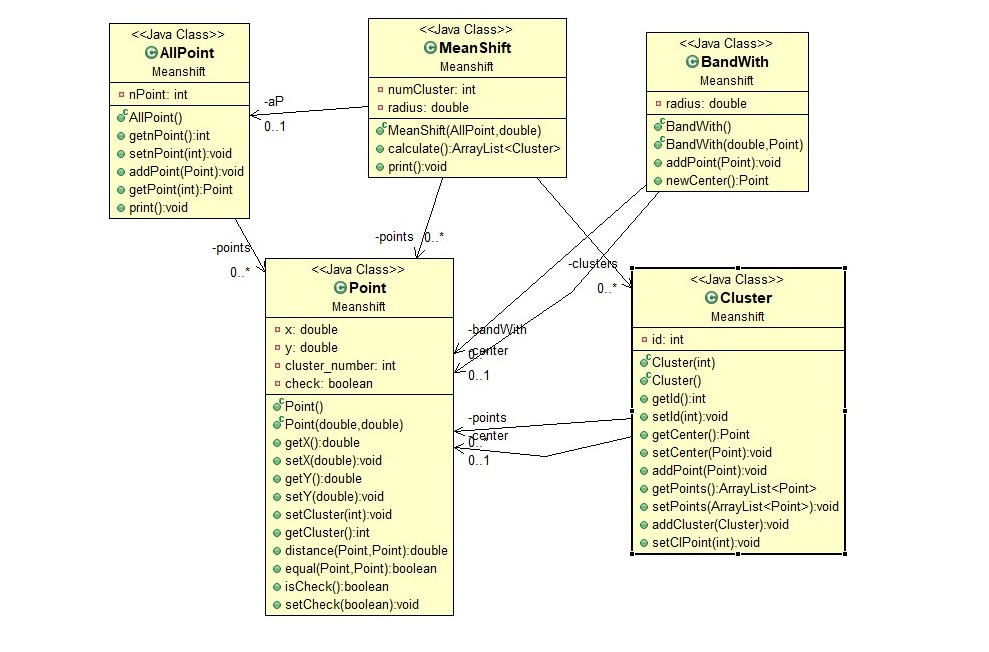 <<Java Class>>
AllPoint
Meanshift
nPoint: int
AllPoint()
getnPoint():int
setnPoint(int):void
addPoint(Point):void
getPoint(int):Point
print():void
<<Java Class>>
MeanShift
Meanshift
numCluster: int
radius: double
MeanShift(AllPoint,double)
calculate():ArrayList<Cluster>
print():void
<<Java Class>>
BandWith
Meanshift
radius: double
BandWith()
BandWith(double,Point)
addPoint(Point):void
newCenter():Point
-aP
0..1
-points
0..*
-points
0..*
-clusters
0..*
<<Java Class>>
Point
Meanshift
x: double
y: double
cluster_number: int
check: boolean
Point()
Point(double,double)
getX():double
setX(double):void
getY():double
setY(double):void
setCluster(int):void
getCluster():int
distance(Point,Point):double
equal(Point,Point):boolean
isCheck():boolean
setCheck(boolean):void
-bandWith
-center
0..1
-points
-center
0..1
<<Java Class>>
Cluster
Meanshift
id: int
Cluster(int)
Cluster()
getId():int
setId(int):void
getCenter():Point
setCenter(Point):void
addPoint(Point):void
getPoints():ArrayList<Point>
setPoints(ArrayList<Point>):void
addCluster(Cluster):void
setClPoint(int):void